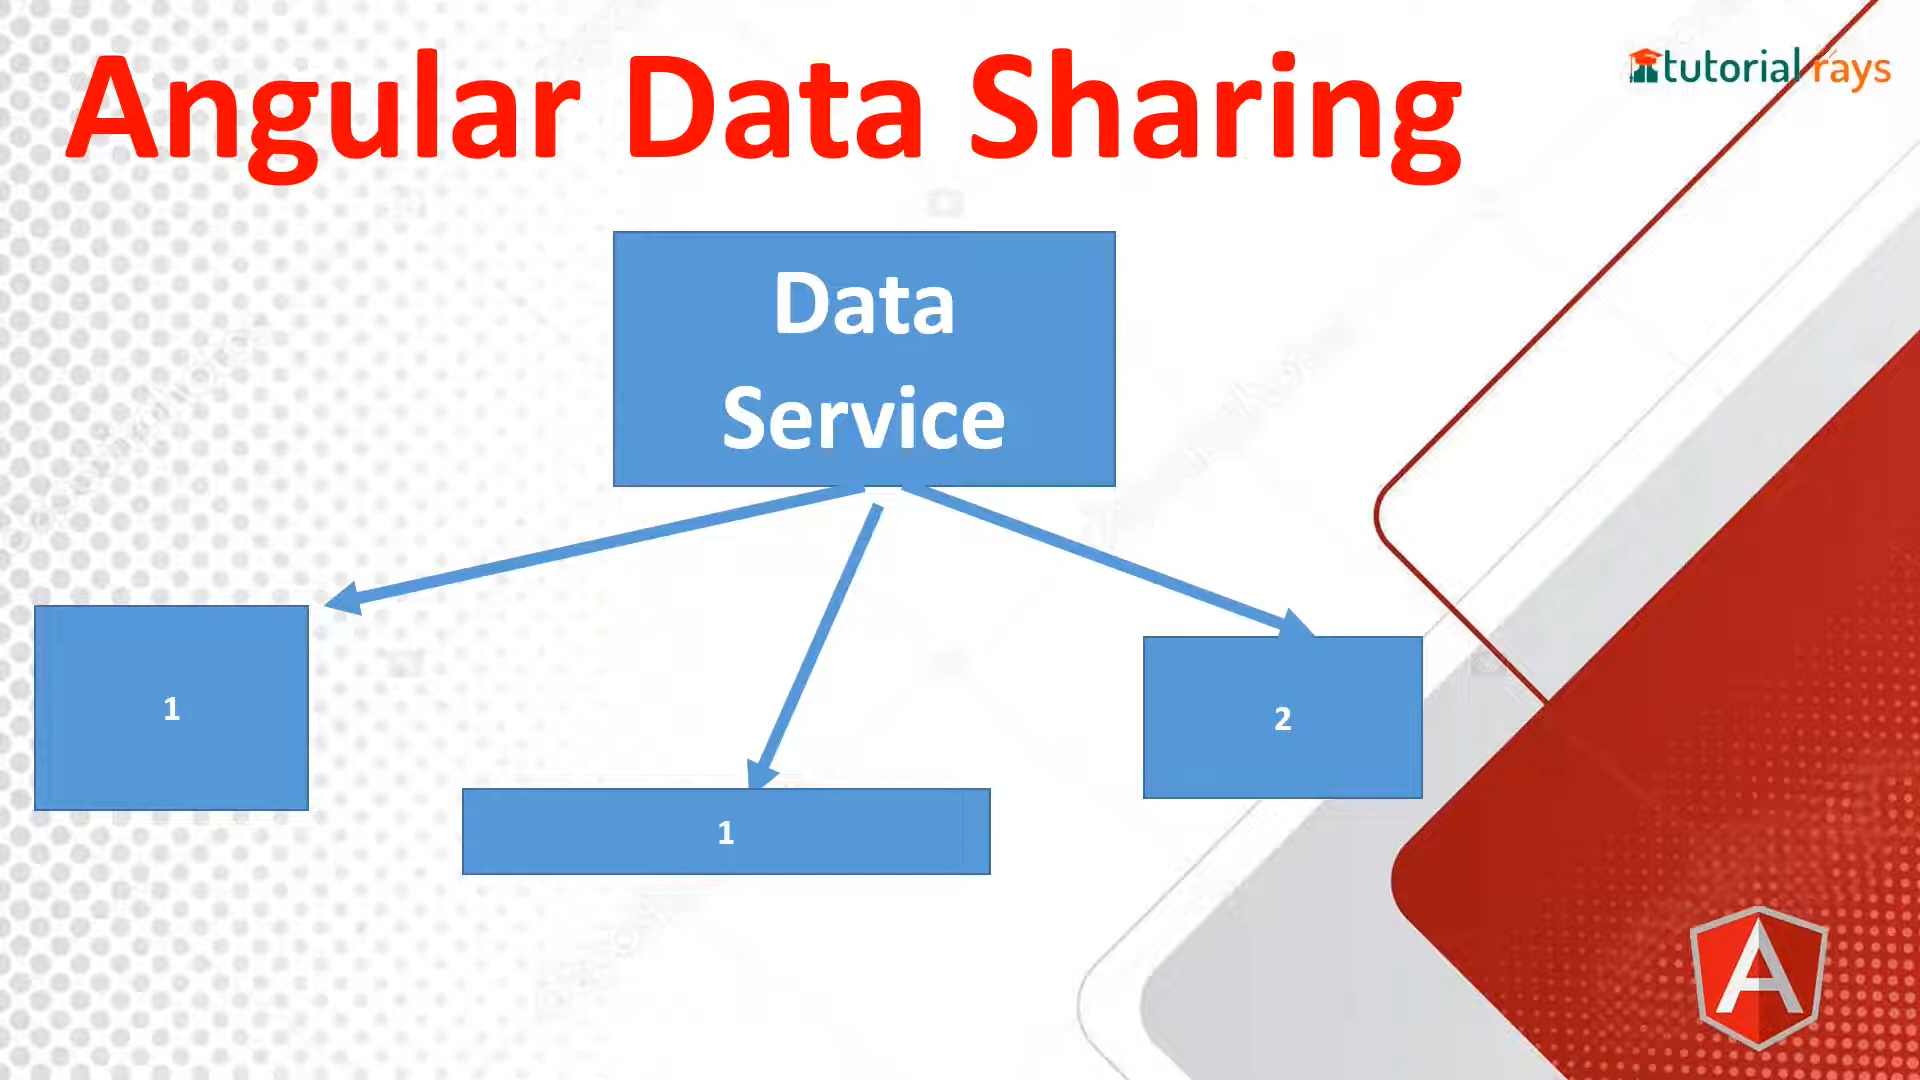 Angular Data Sharing
tutorial rays
Data
Service
1
2
1
A